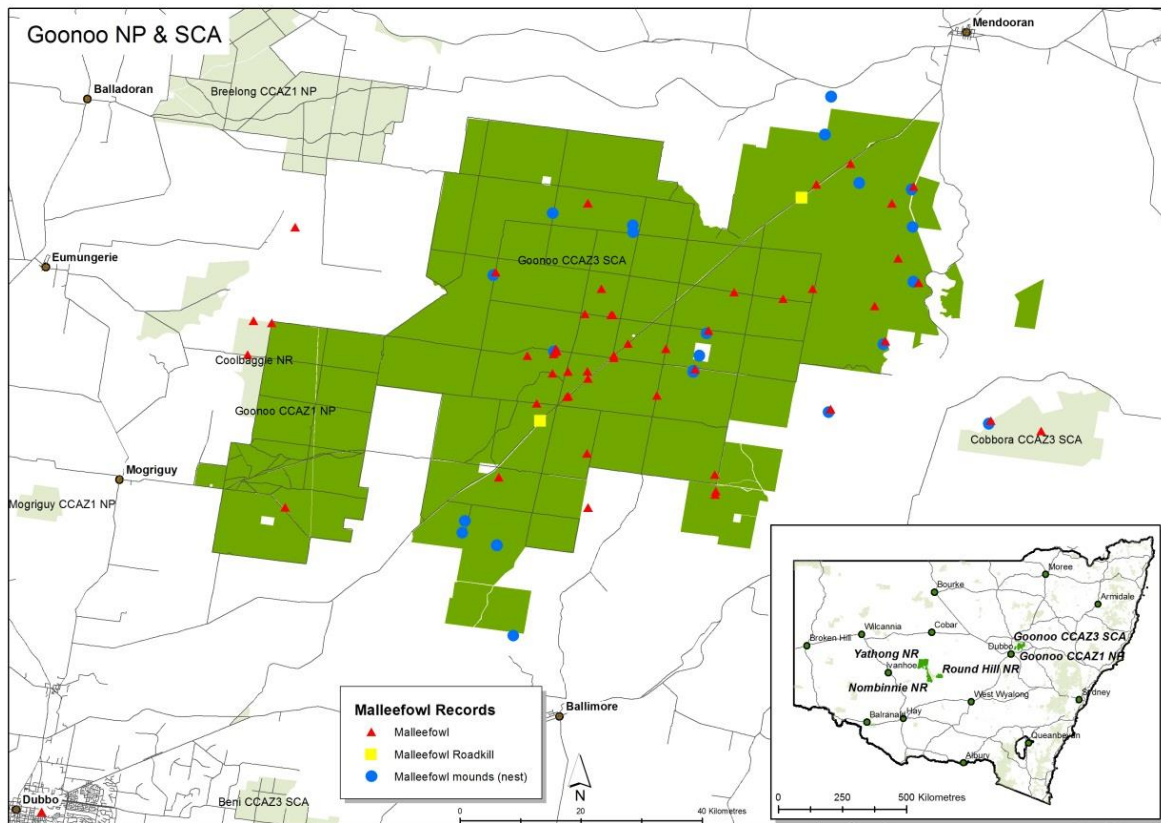 Goonoo NP & SCA
Mendooran
Balladoran
Breelong CCAZ1 NP
Eumungerie
Goonoo CCAZ3 SCA
Coolbaggie NR
Goonoo CCAZ1 NP
Cobbora CCAZ3 SCA
Mogriguy
Mogriguy CCAZ1 NP
Ballimore
Beni CCAZ3 SCA
Dubbo
Malleefowl Records
Malleefowl
Malleefowl Roadkill
Malleefowl mounds (nest)
N
0 20 40 Kilometres
Moree
Bourke
Armidale
Wilcannia
Cobar
Broken Hill
Goonoo CCAZ3 SCA
Dubbo
Goonoo CCAZ1 NP
Yathong NR
Ivanhoe
Round Hill NR
Nombinnie NR
West Wyalong
Sydney
Balranald
Hay
Queanbeyan
Albury
0 250 500 Kilometres